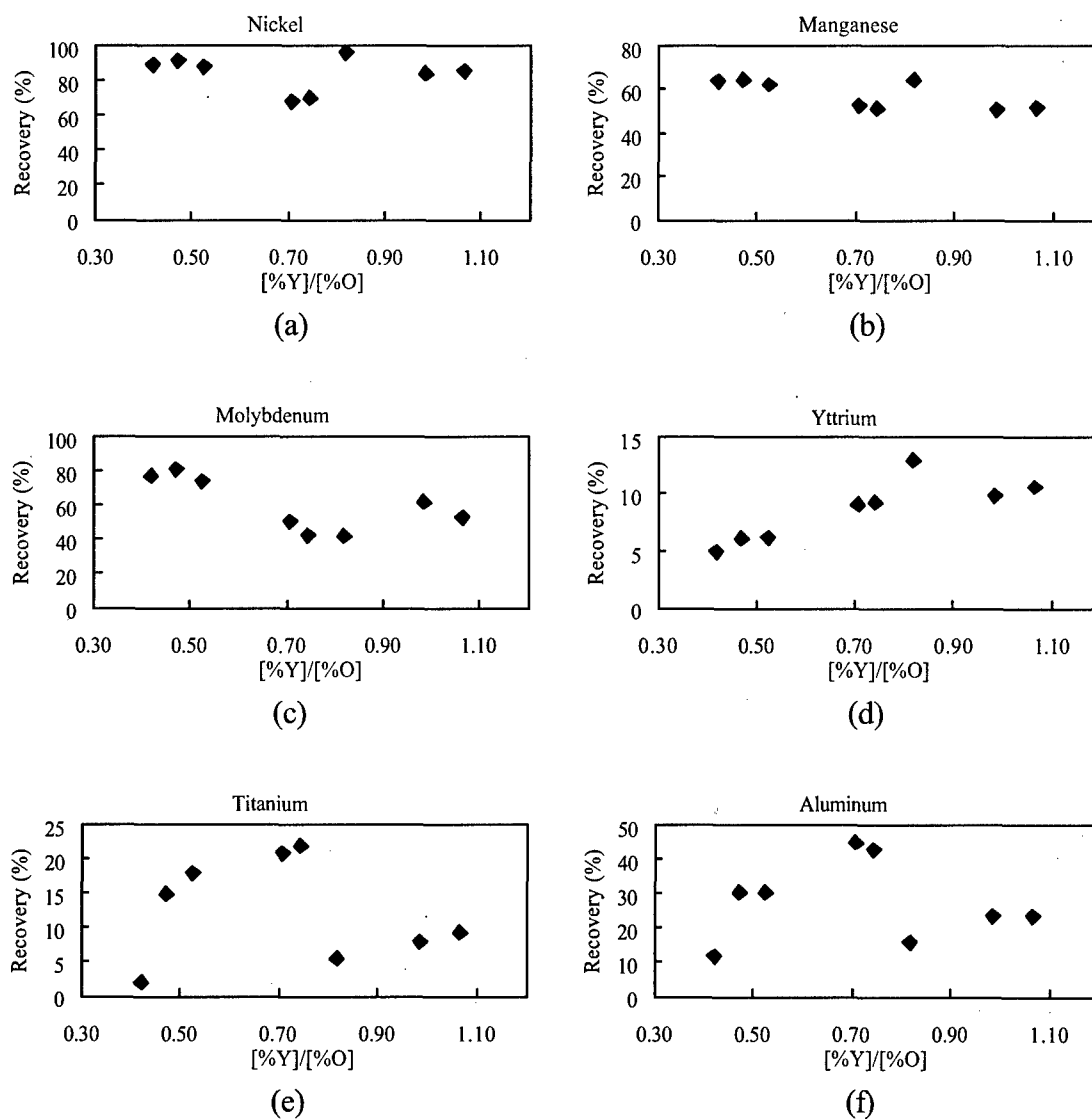 Nickel
Recovery (%)
100
80
60
40
20
0
0.30 0.50 0.70 0.90 1.10
[%Y]/[%O]
(a)
Manganese
Recovery (%)
80
60
40
20
0
0.30 0.50 0.70 0.90 1.10
[%Y]/[%O]
(b)
Molybdenum
Recovery (%)
100
80
60
40
20
0
0.30 0.50 0.70 0.90 1.10
[%Y]/[%O]
(c)
Yttrium
Recovery (%)
15
10
5
0
0.30 0.50 0.70 0.90 1.10
[%Y]/[%O]
(d)
Titanium
Recovery (%)
25
20
15
10
5
0
0.30 0.50 0.70 0.90 1.10
[%Y]/[%O]
(e)
Aluminum
Recovery (%)
50
40
30
20
10
0
0.30 0.50 0.70 0.90 1.10
[%Y]/[%O]
(f)